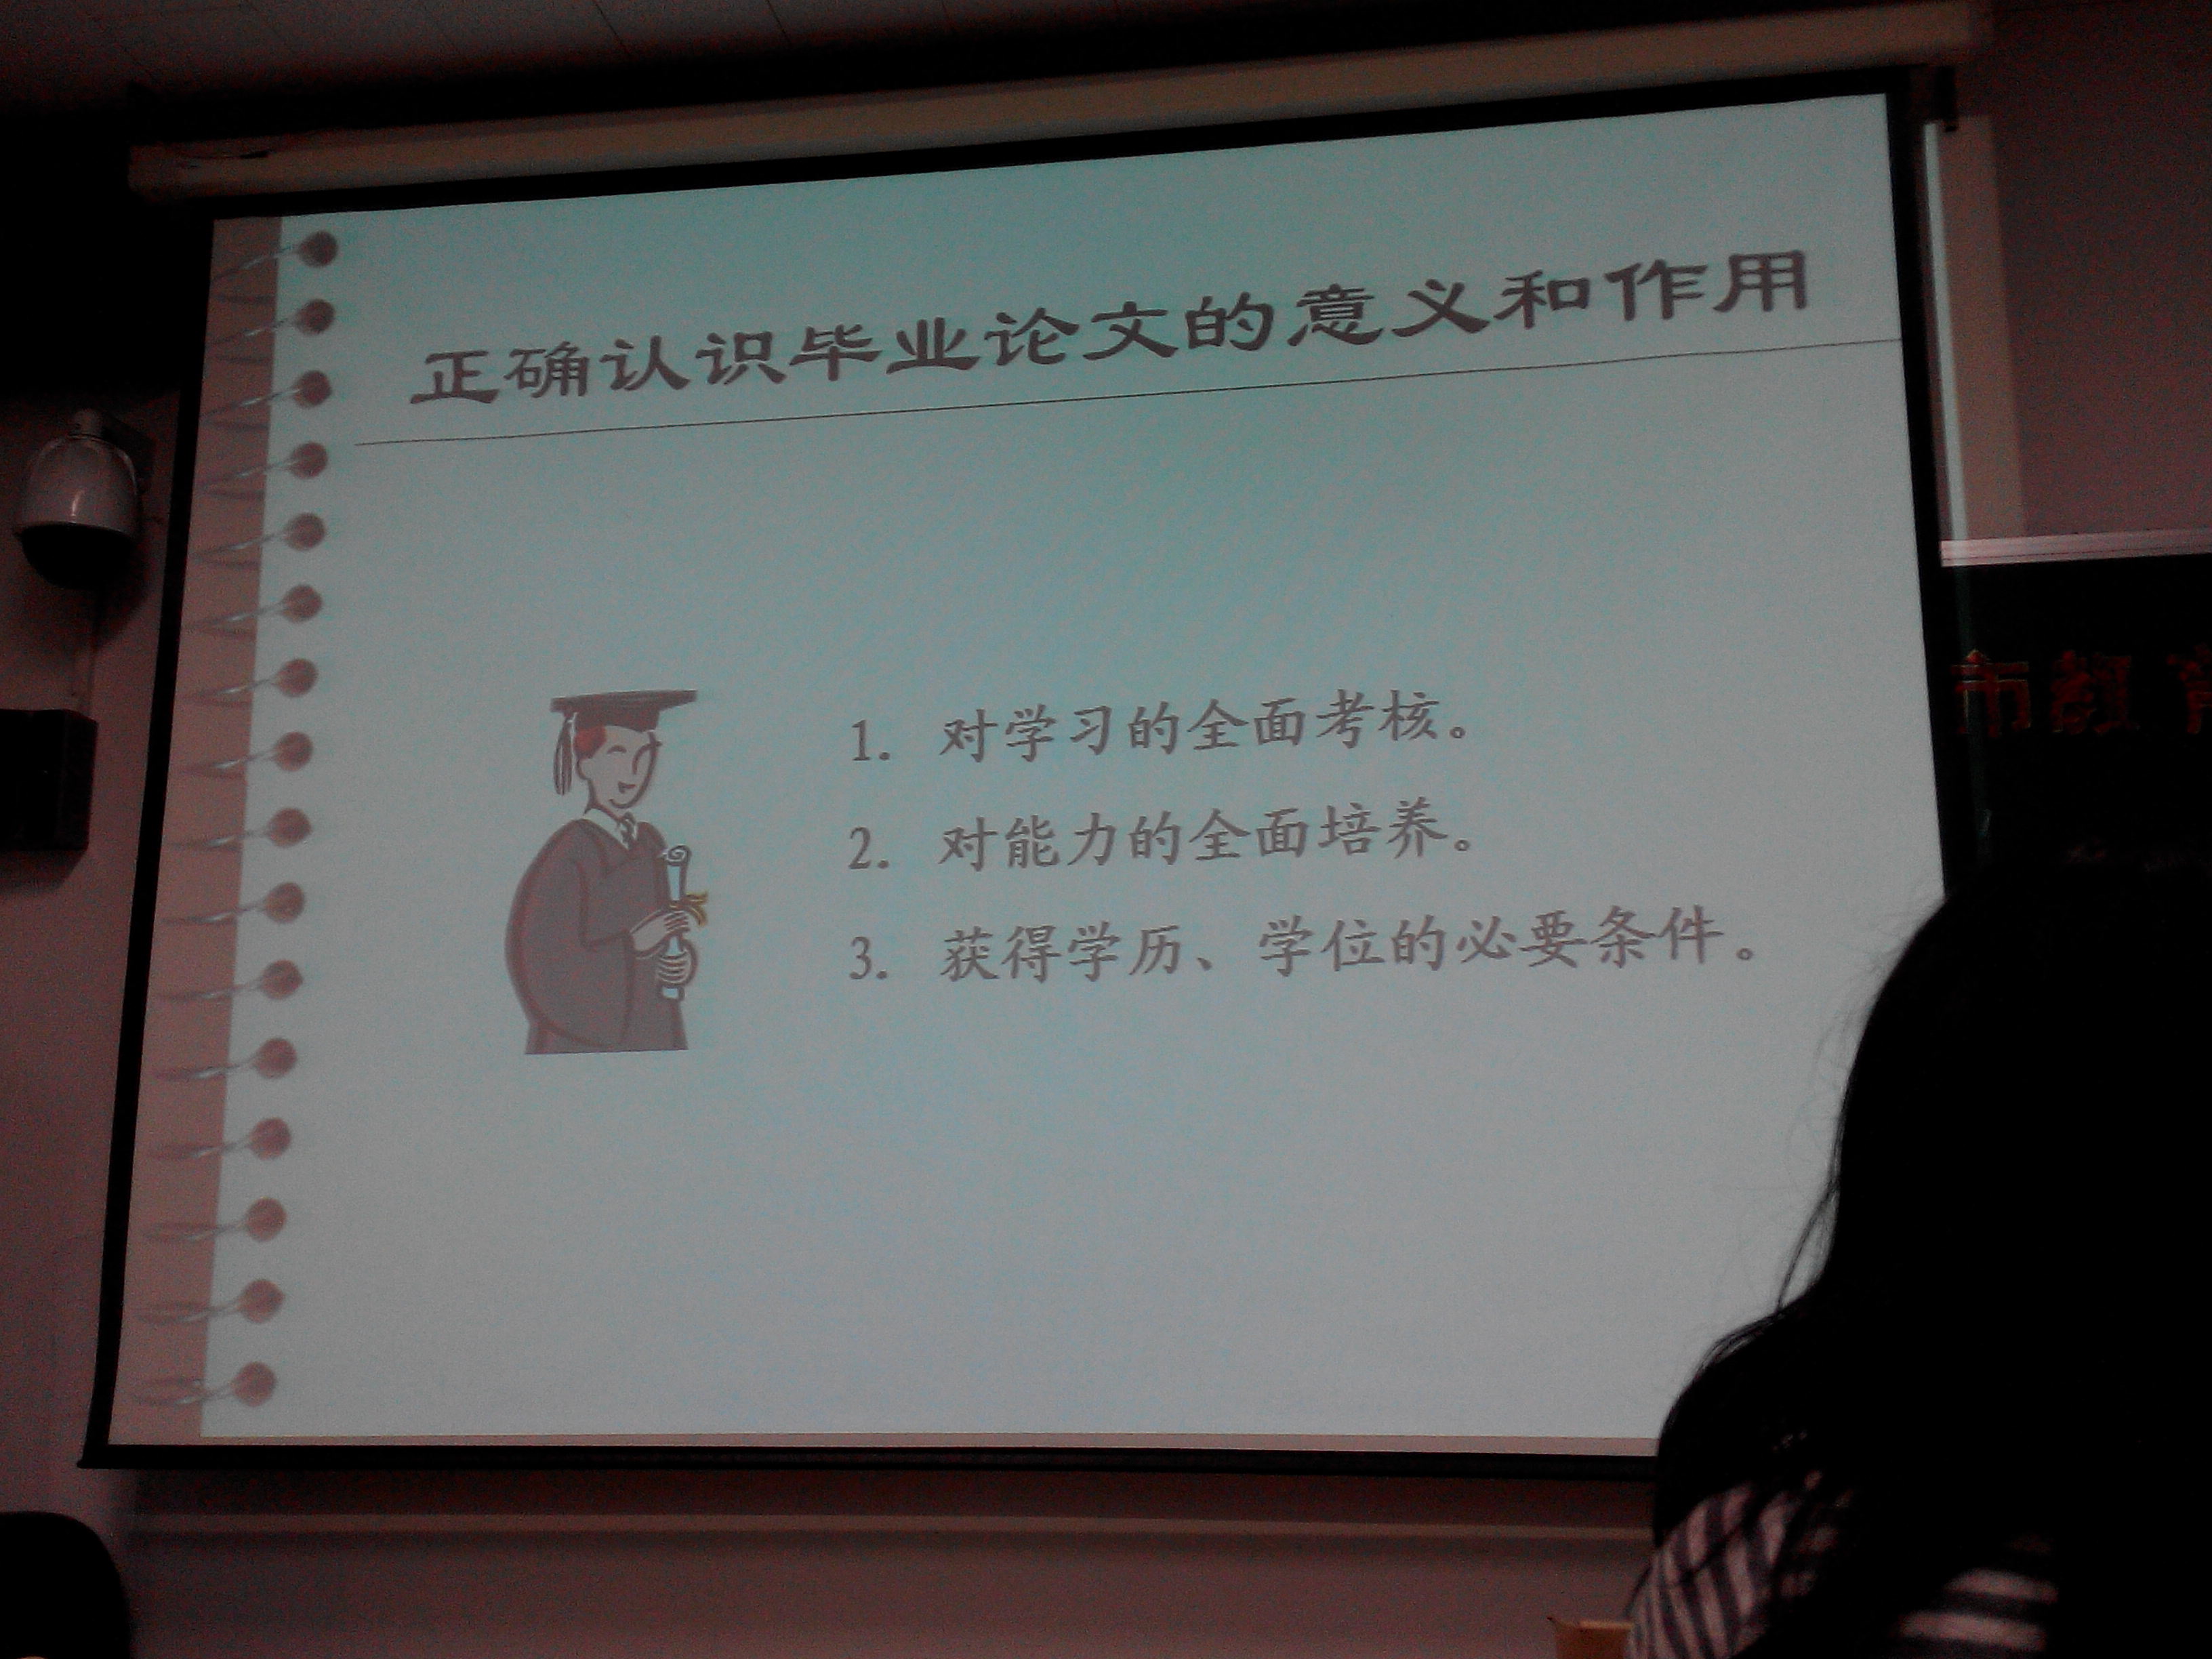 正确认识毕业论文的意义和作用
1. 对学习的全面考核。
2. 对能力的全面培养。
3. 获得学历、学位的必要条件。
市教育